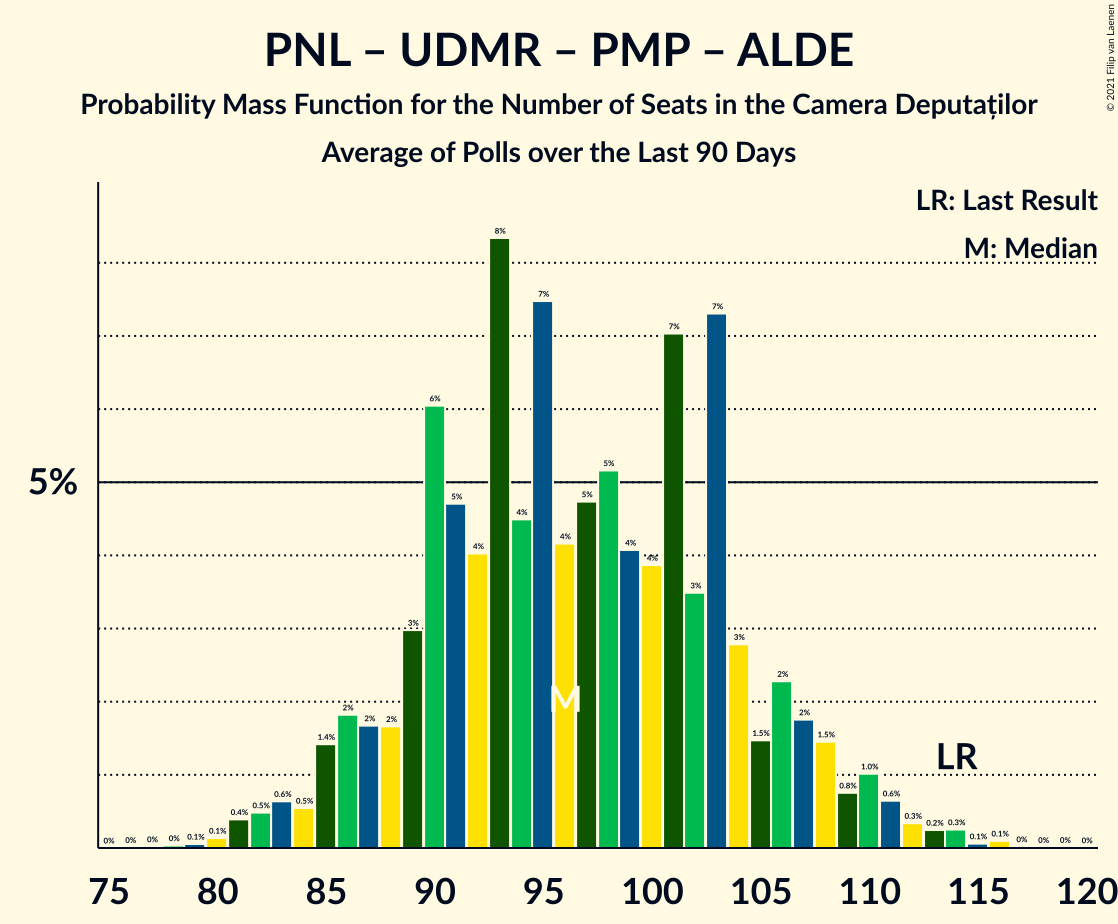 PNL – UDMR – PMP – ALDE
Probability Mass Function for the Number of Seats in the Camera Deputaților
Average of Polls over the Last 90 Days
© 2021 Filip van Laenen
LR: Last Result
M: Median
5%
0% 0% 0% 0% 0.1% 0.1% 0.4% 0.5% 0.6% 0.5% 1.4% 2% 2% 2% 3% 6% 5% 4% 8% 4% 7% 4% 5% 5% 4% 4% 7% 3% 7% 3% 1.5% 2% 2% 1.5% 0.8% 1.0% 0.6% 0.3% 0.2% 0.3% 0.1% 0.1% 0% 0% 0% 0%
M
LR
75 80 85 90 95 100 105 110 115 120